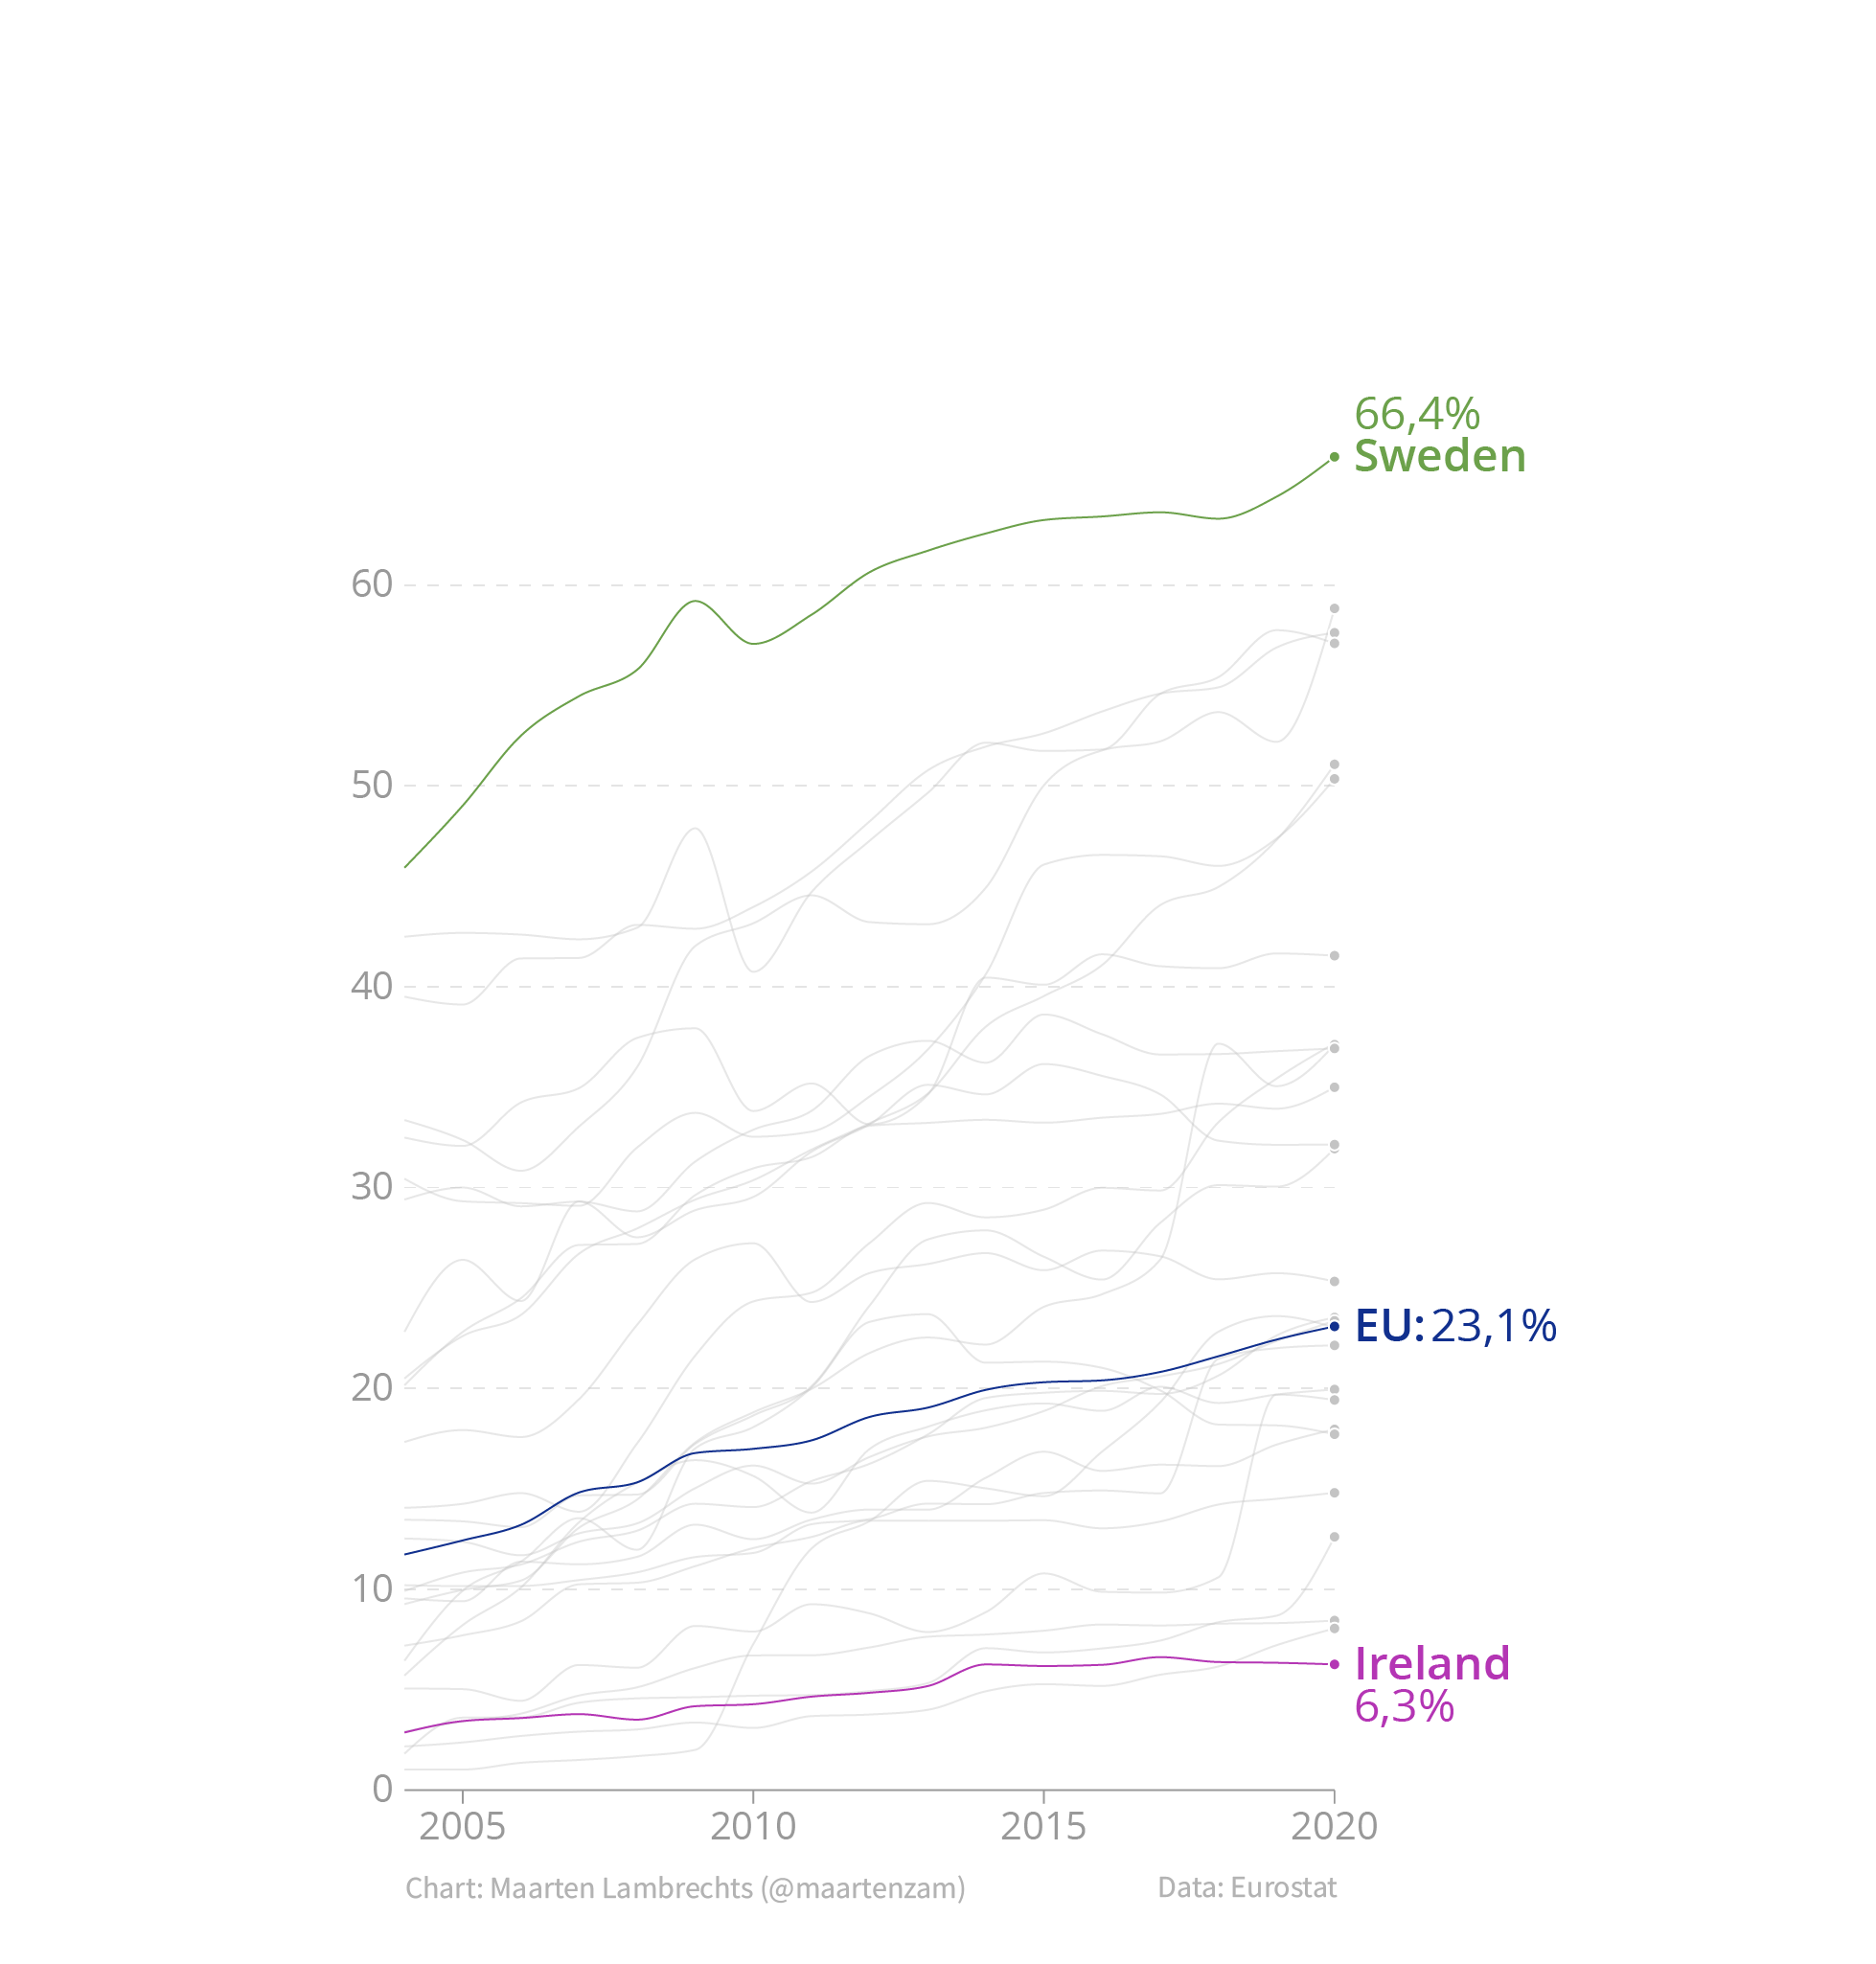 66,4%
Sweden
60
50
40
30
20
10
0
EU: 23,1%
Ireland
6,3%
2005 2010 2015 2020
Chart: Maarten Lambrechts (@maartenzam) Data: Eurostat